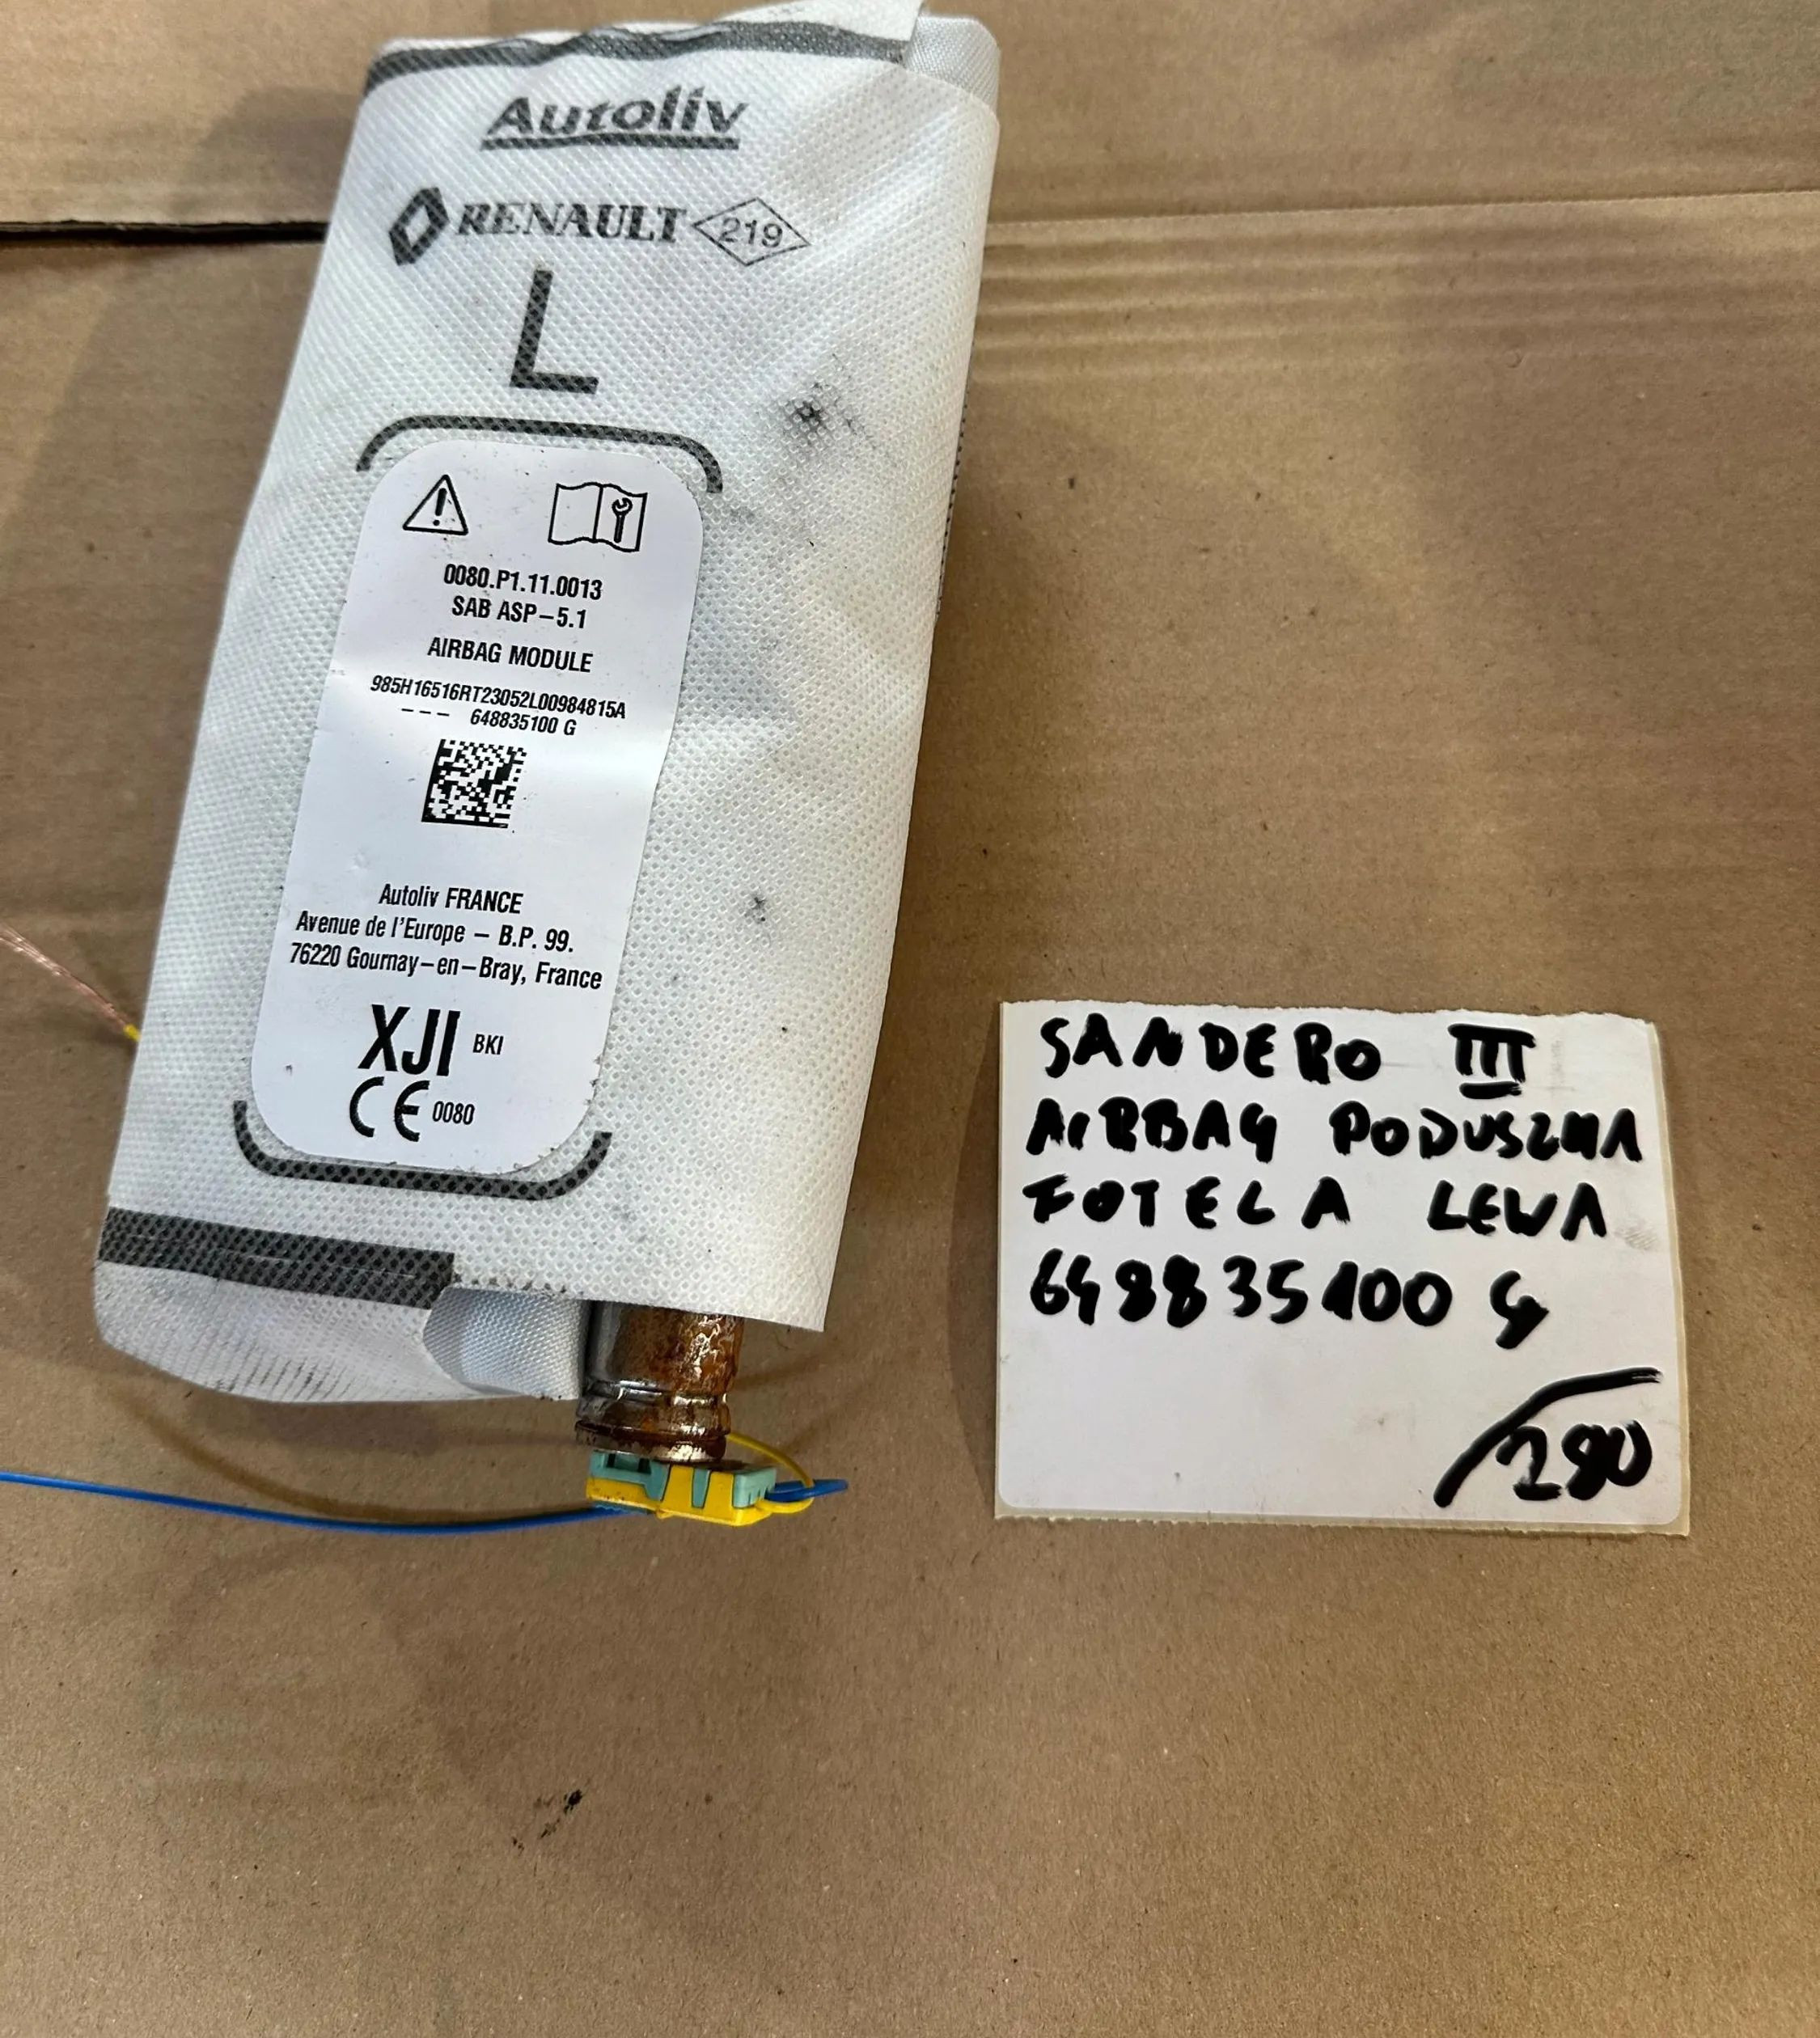 Autoliv
RENAULT 219
L
0080.P1.11.0013
SAB ASP-5.1
AIRBAG MODULE
985H16516RT23052L00984815A
--- 648835100 G
Autoliv FRANCE
Avenue de l'Europe - B.P. 99.
76220 Gournay-en-Bray, France
XJI BKI
CE 0080
SANDERO III
AIRBAG PODUSZKA
FOTELA LEWA
648835100 G
280